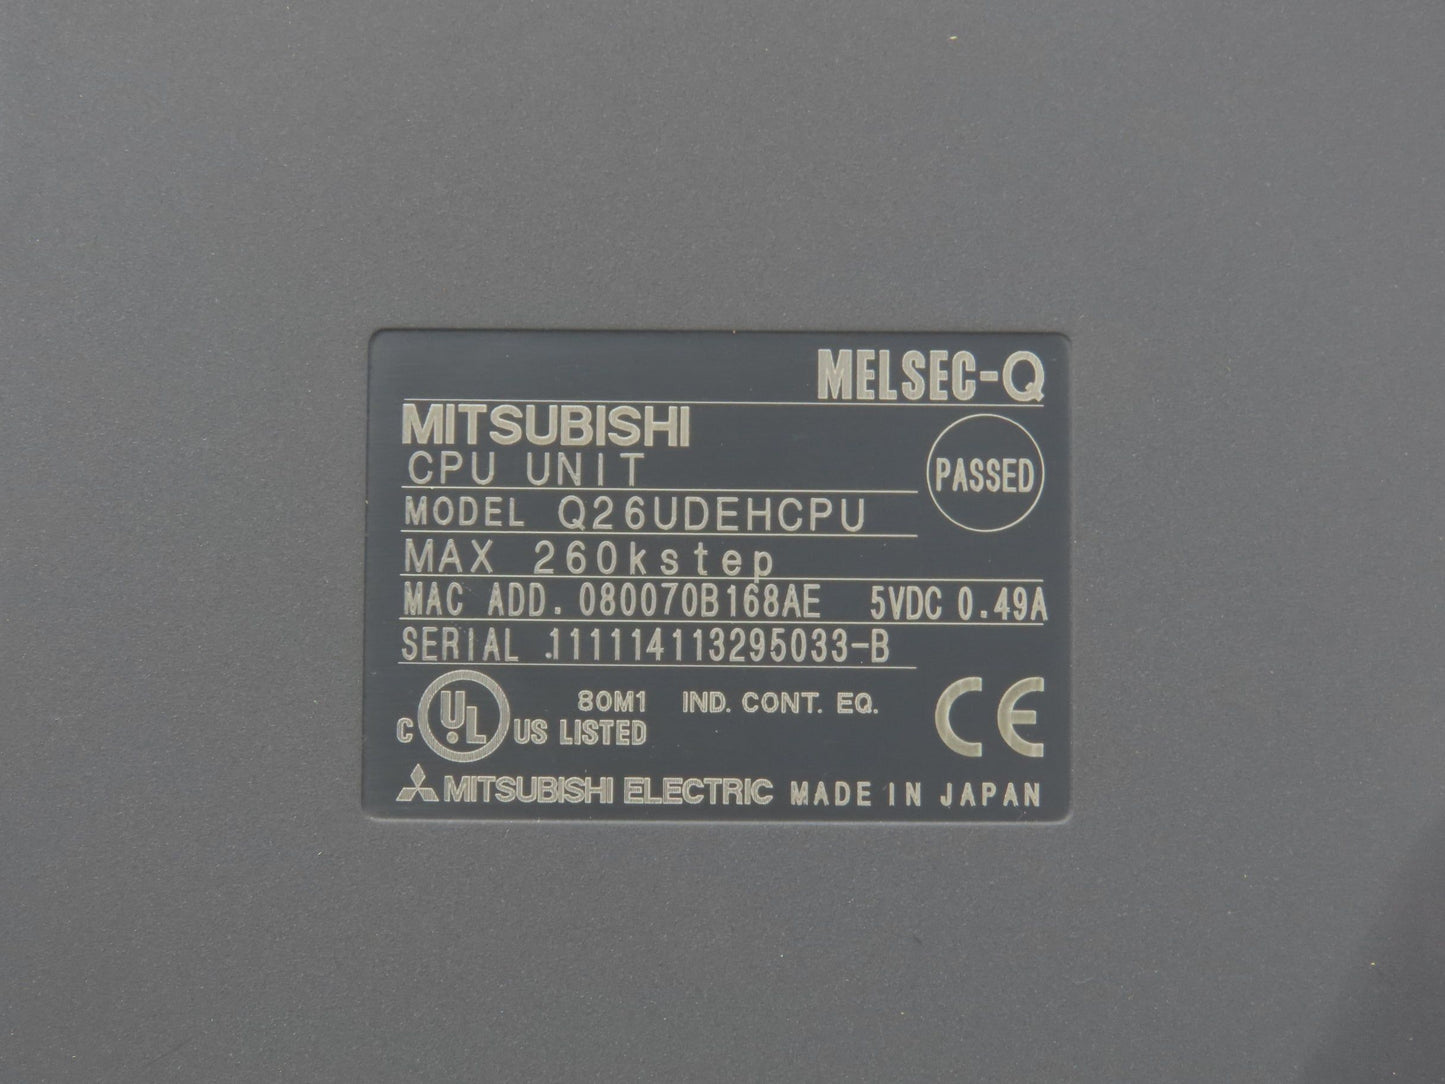 MELSEC-Q
MITSUBISHI
CPU UNIT
PASSED
MODEL Q26UDEHCPU
MAX 260kstep
MAC ADD. 080070B168AE 5VDC 0.49A
SERIAL .111114113295033-B
80M1 IND. CONT. EQ.
C UL US LISTED
CE
MITSUBISHI ELECTRIC MADE IN JAPAN